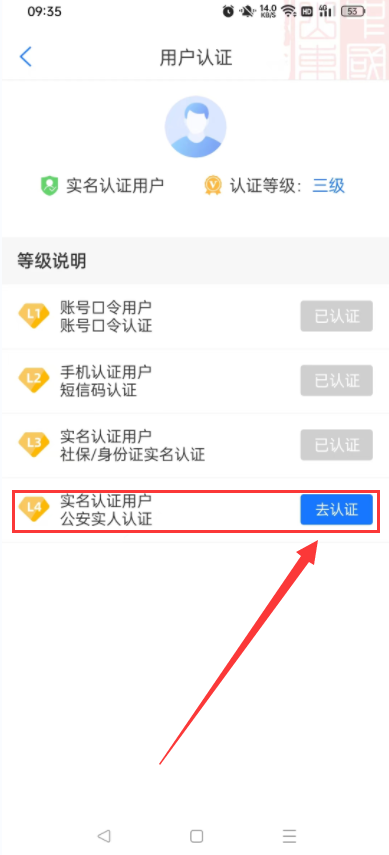 09:35
14.0
KB/S
HD
4G
53
用户认证
实名认证用户
认证等级：三级
等级说明
L1
账号口令用户
账号口令认证
已认证
L2
手机认证用户
短信码认证
已认证
L3
实名认证用户
社保/身份证实名认证
已认证
L4
实名认证用户
公安实人认证
去认证